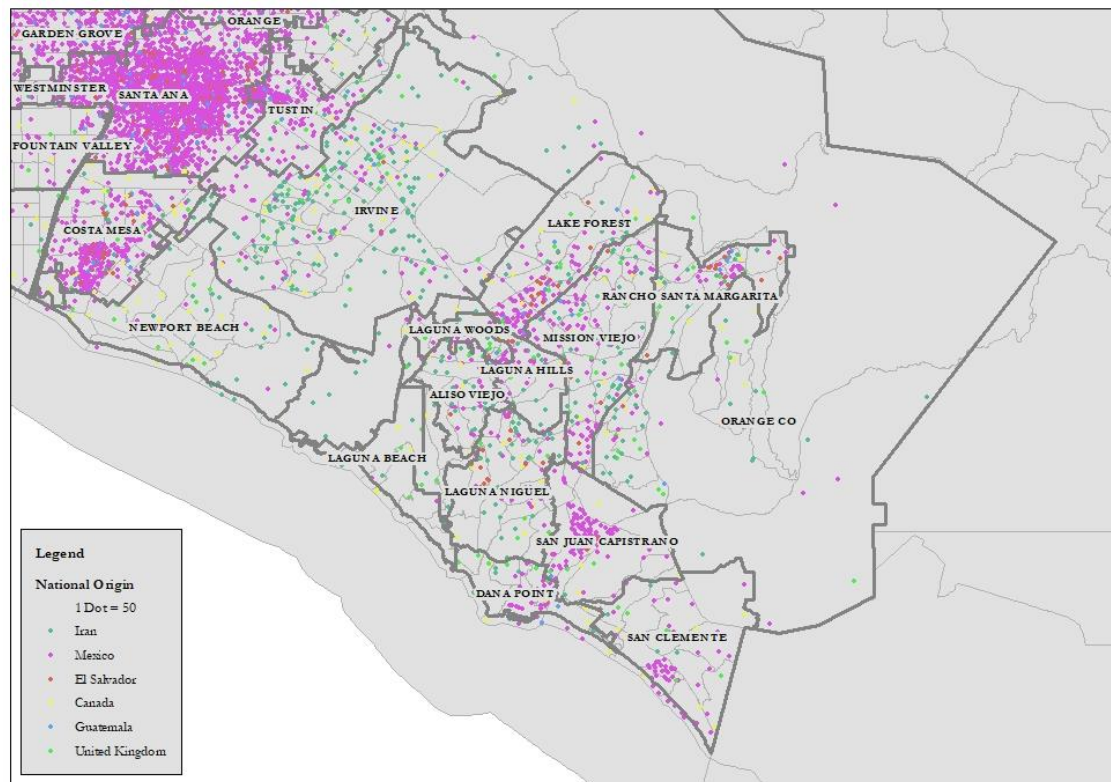 ORANGE
GARDEN GROVE
WESTMINSTER
SANTA ANA
TUSTIN
FOUNTAIN VALLEY
IRVINE
COSTA MESA
LAKE FOREST
RANCHO SANTA MARGARITA
NEWPORT BEACH
LAGUNA WOODS
MISSION VIEJO
LAGUNA HILLS
ALISO VIEJO
ORANGE CO
LAGUNA BEACH
LAGUNA NIGUEL
SAN JUAN CAPISTRANO
DANA POINT
SAN CLEMENTE
Legend
National Origin
1 Dot = 50
Iran
Mexico
El Salvador
Canada
Guatemala
United Kingdom